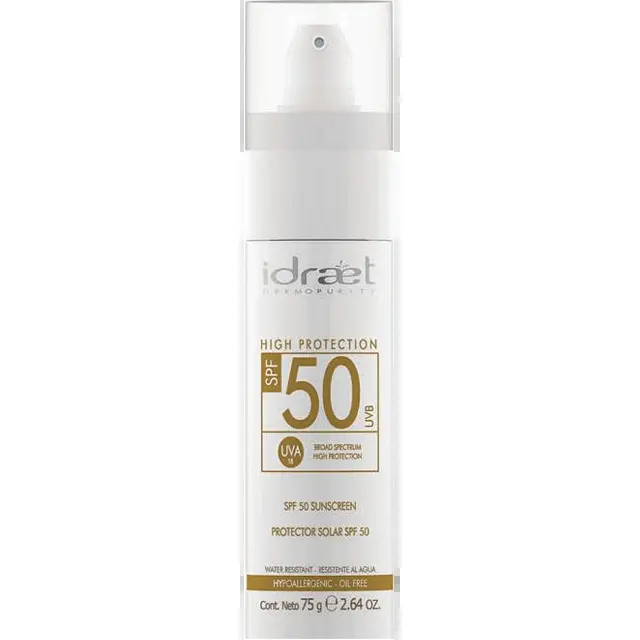 idraet
DERMOPURITY
HIGH PROTECTION
SPF 50 UVB
UVA 18
BROAD SPECTRUM
HIGH PROTECTION
SPF 50 SUNSCREEN
PROTECTOR SOLAR SPF 50
WATER RESISTANT - RESISTENTE AL AGUA
HYPOALLERGENIC - OIL FREE
Cont. Neto 75 g ℮ 2.64 OZ.